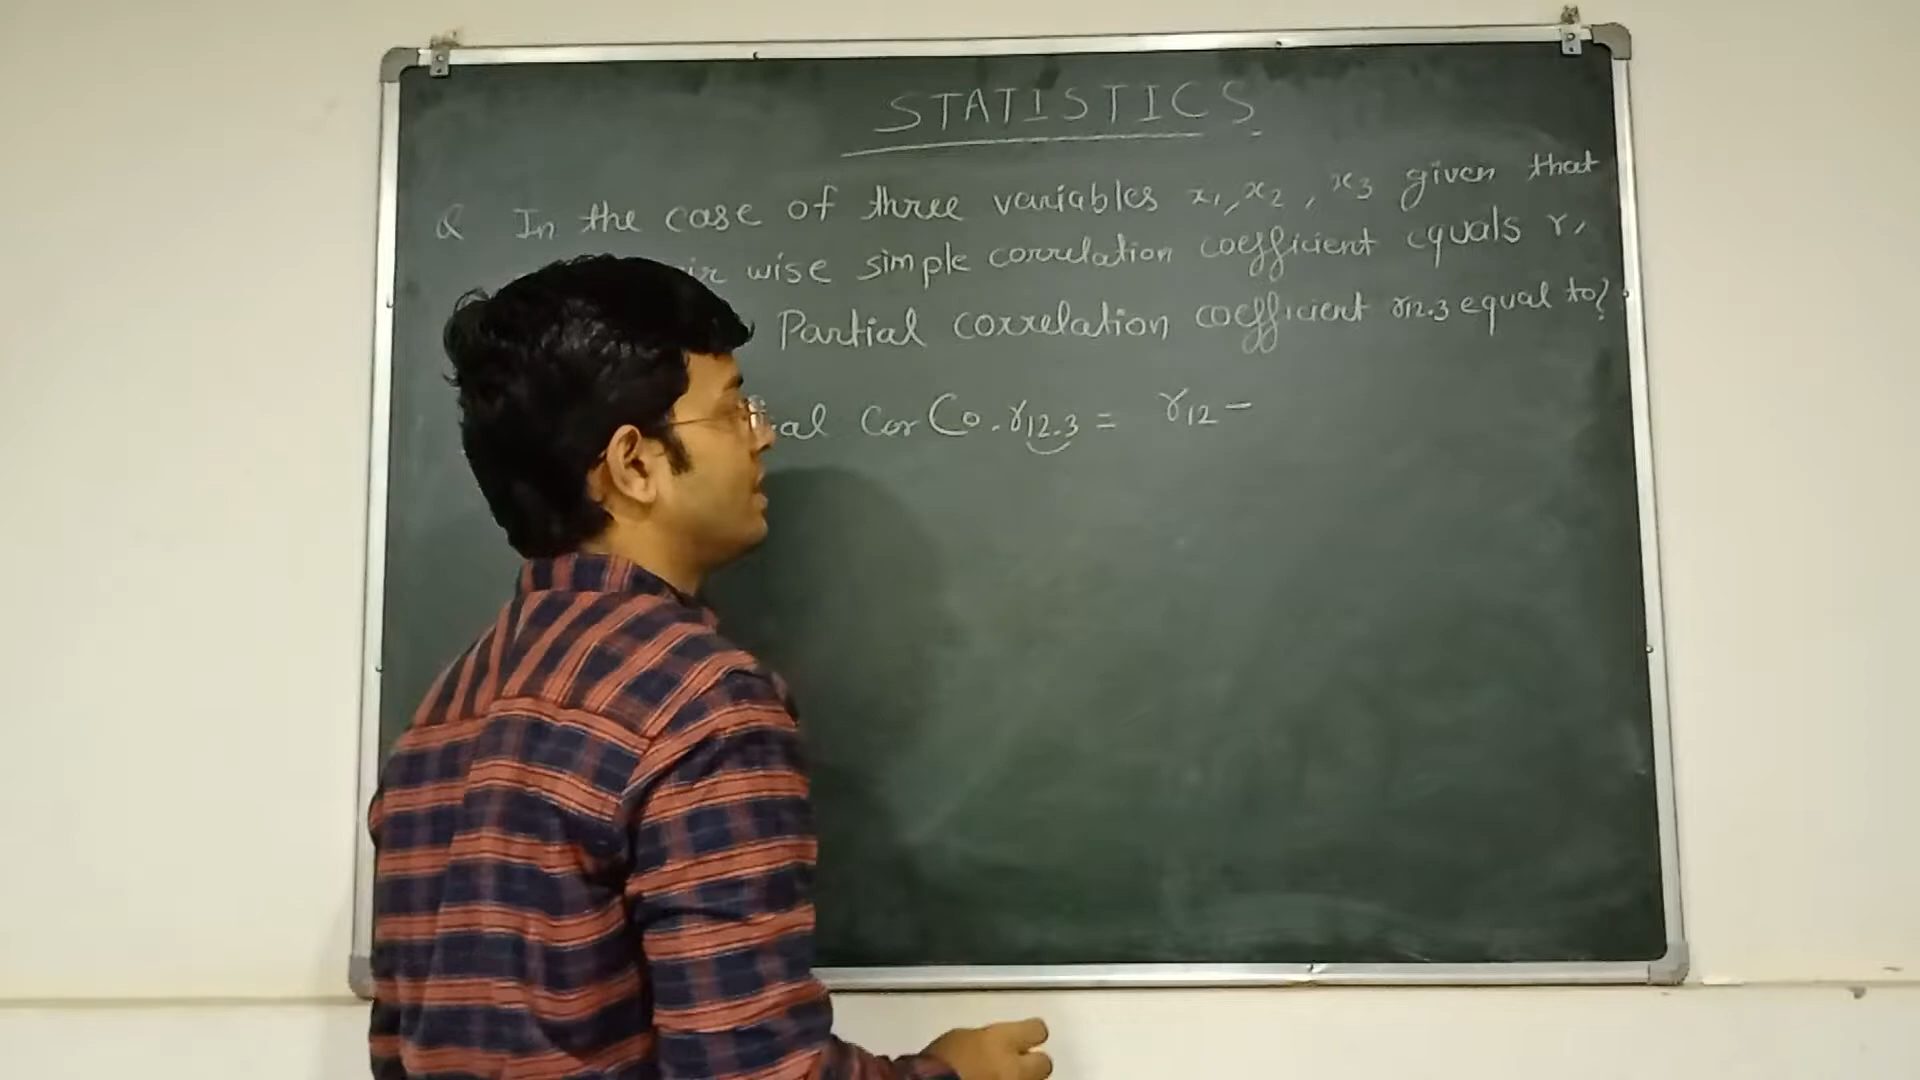 STATISTICS
Q In the case of three variables x1, x2, x3 given that
wise simple correlation coefficient equals r,
Partial correlation coefficient r12.3 equal to?
Cor Co. r12.3 = r12 −